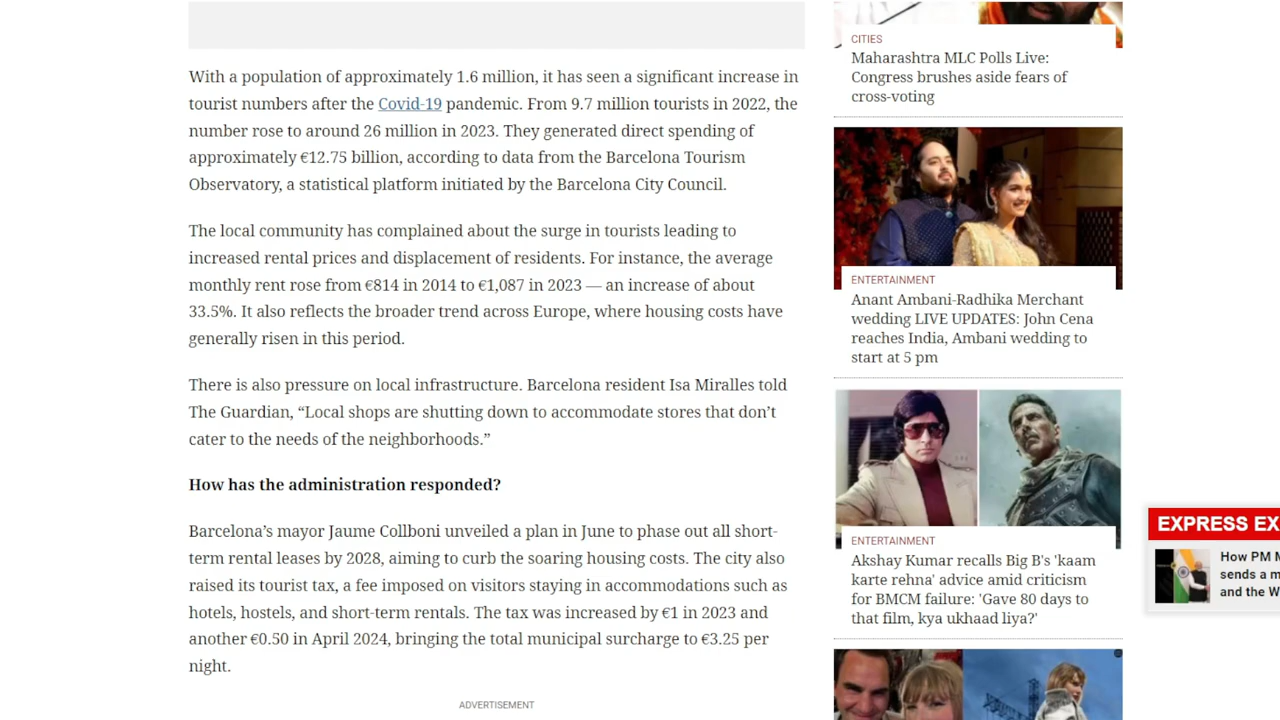 With a population of approximately 1.6 million, it has seen a significant increase in
tourist numbers after the Covid-19 pandemic. From 9.7 million tourists in 2022, the
number rose to around 26 million in 2023. They generated direct spending of
approximately €12.75 billion, according to data from the Barcelona Tourism
Observatory, a statistical platform initiated by the Barcelona City Council.
The local community has complained about the surge in tourists leading to
increased rental prices and displacement of residents. For instance, the average
monthly rent rose from €814 in 2014 to €1,087 in 2023 — an increase of about
33.5%. It also reflects the broader trend across Europe, where housing costs have
generally risen in this period.
There is also pressure on local infrastructure. Barcelona resident Isa Miralles told
The Guardian, “Local shops are shutting down to accommodate stores that don’t
cater to the needs of the neighborhoods.”
How has the administration responded?
Barcelona’s mayor Jaume Collboni unveiled a plan in June to phase out all short-
term rental leases by 2028, aiming to curb the soaring housing costs. The city also
raised its tourist tax, a fee imposed on visitors staying in accommodations such as
hotels, hostels, and short-term rentals. The tax was increased by €1 in 2023 and
another €0.50 in April 2024, bringing the total municipal surcharge to €3.25 per
night.
ADVERTISEMENT
CITIES
Maharashtra MLC Polls Live:
Congress brushes aside fears of
cross-voting
ENTERTAINMENT
Anant Ambani-Radhika Merchant
wedding LIVE UPDATES: John Cena
reaches India, Ambani wedding to
start at 5 pm
ENTERTAINMENT
Akshay Kumar recalls Big B's 'kaam
karte rehna' advice amid criticism
for BMCM failure: 'Gave 80 days to
that film, kya ukhaad liya?'
EXPRESS EX
How PM M
sends a m
and the W